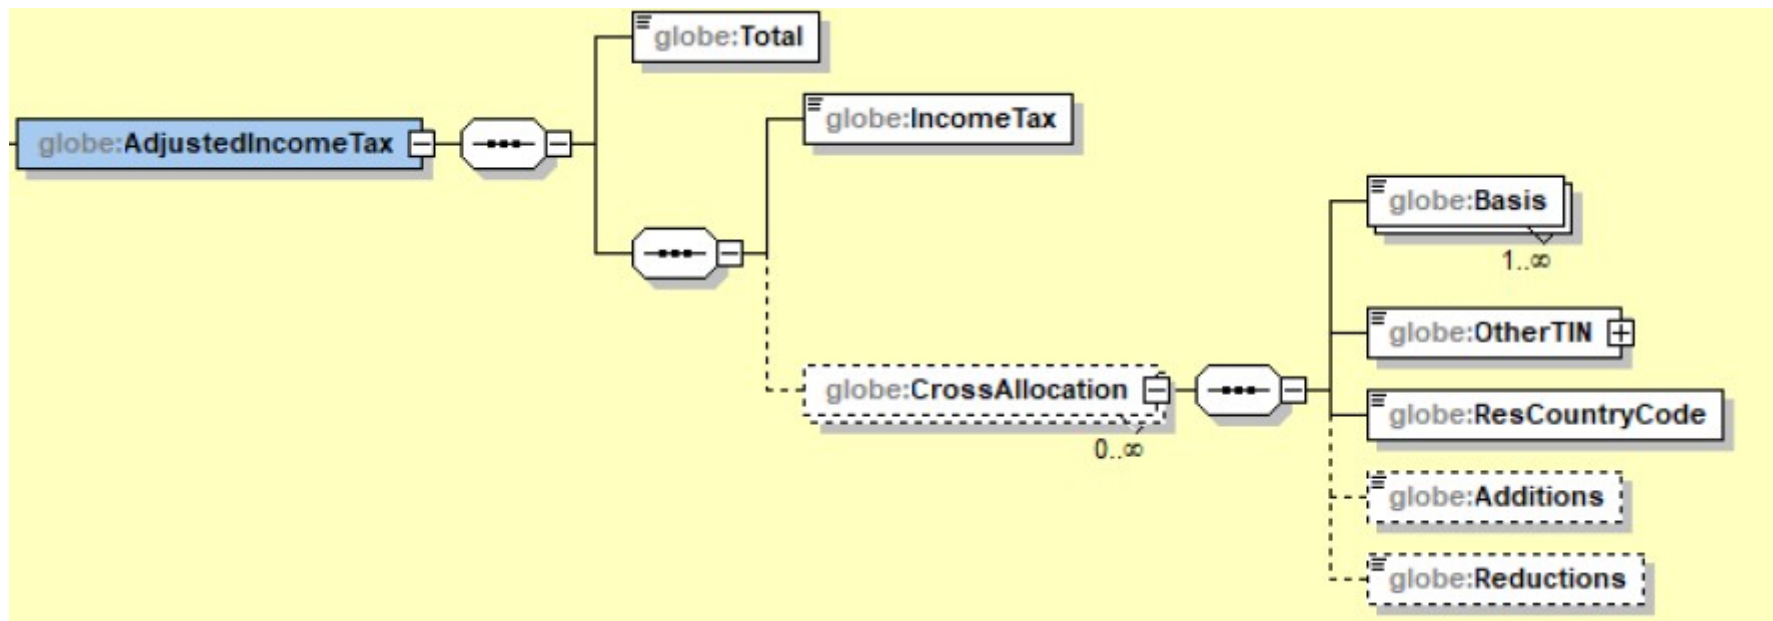 globe:Total
globe:IncomeTax
globe:AdjustedIncomeTax
globe:Basis
1..∞
globe:OtherTIN
globe:CrossAllocation
0..∞
globe:ResCountryCode
globe:Additions
globe:Reductions